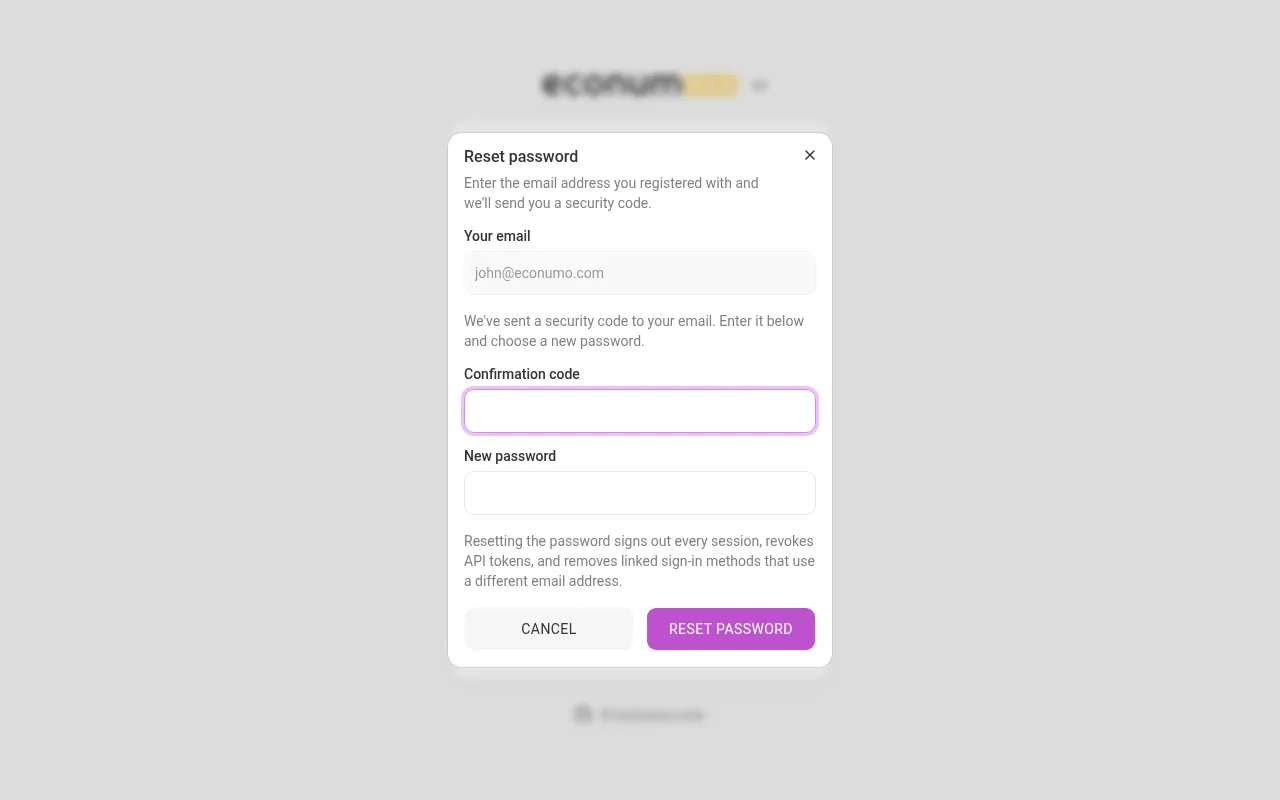 econum
Reset password
Enter the email address you registered with and
we'll send you a security code.
Your email
john@econumo.com
We've sent a security code to your email. Enter it below
and choose a new password.
Confirmation code
New password
Resetting the password signs out every session, revokes
API tokens, and removes linked sign-in methods that use
a different email address.
CANCEL
RESET PASSWORD